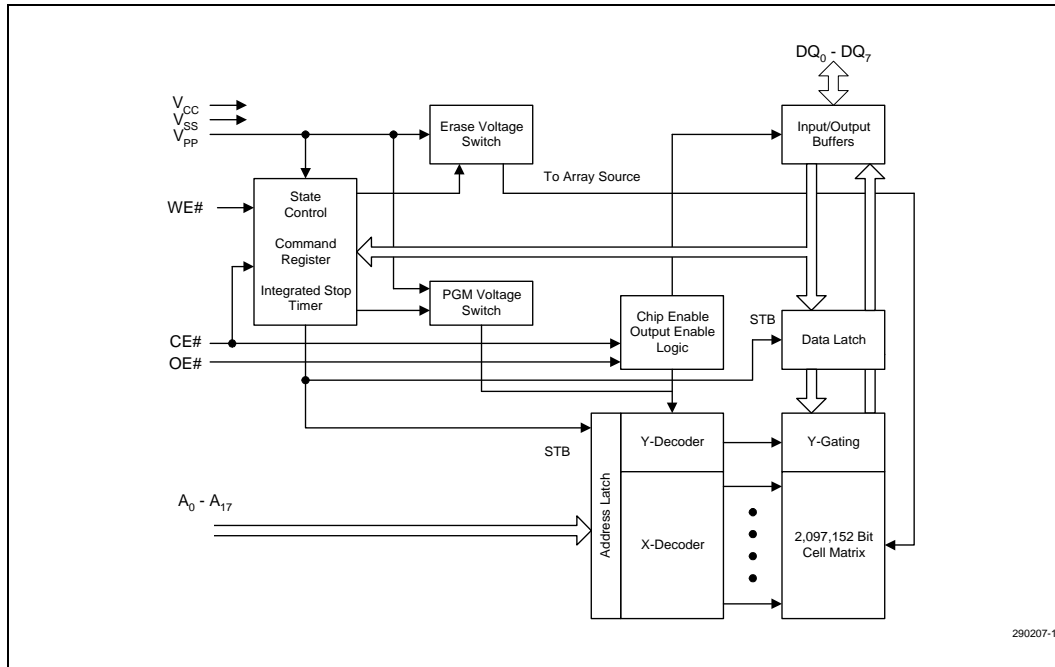 DQ0 - DQ7
VCC
VSS
VPP
Erase Voltage
Switch
Input/Output
Buffers
To Array Source
WE#
State
Control
Command
Register
Integrated Stop
Timer
PGM Voltage
Switch
Chip Enable
Output Enable
Logic
STB
Data Latch
CE#
OE#
STB
Address Latch
Y-Decoder
Y-Gating
A0 - A17
X-Decoder
2,097,152 Bit
Cell Matrix
290207-1